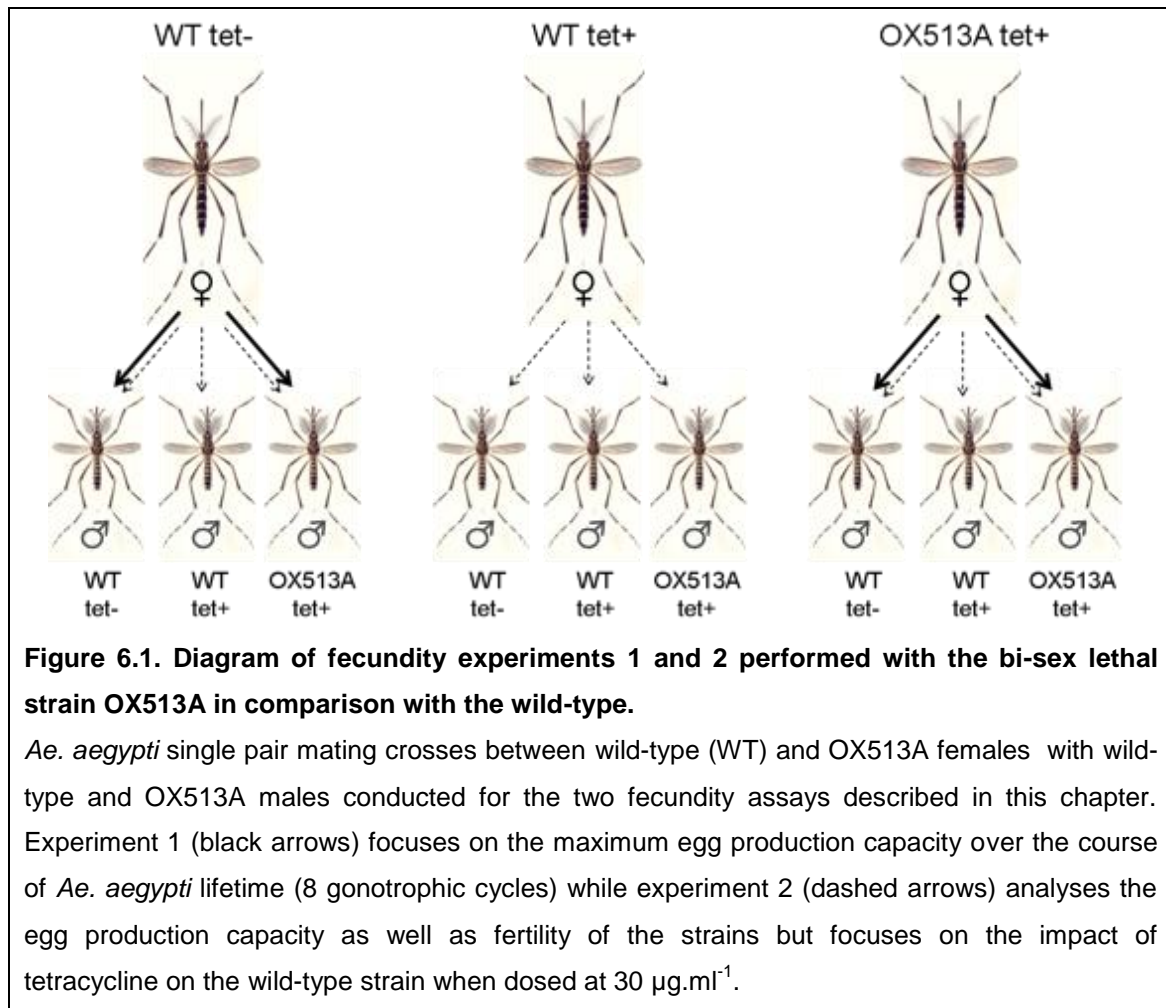 WT tet- WT tet+ OX513A tet+
♀ ♀ ♀
♂ ♂ ♂ ♂ ♂ ♂ ♂ ♂ ♂
WT WT OX513A WT WT OX513A WT WT OX513A
tet- tet+ tet+ tet- tet+ tet+ tet- tet+ tet+
Figure 6.1. Diagram of fecundity experiments 1 and 2 performed with the bi-sex lethal
strain OX513A in comparison with the wild-type.
Ae. aegypti single pair mating crosses between wild-type (WT) and OX513A females with wild-
type and OX513A males conducted for the two fecundity assays described in this chapter.
Experiment 1 (black arrows) focuses on the maximum egg production capacity over the course
of Ae. aegypti lifetime (8 gonotrophic cycles) while experiment 2 (dashed arrows) analyses the
egg production capacity as well as fertility of the strains but focuses on the impact of
tetracycline on the wild-type strain when dosed at 30 µg.ml⁻¹.